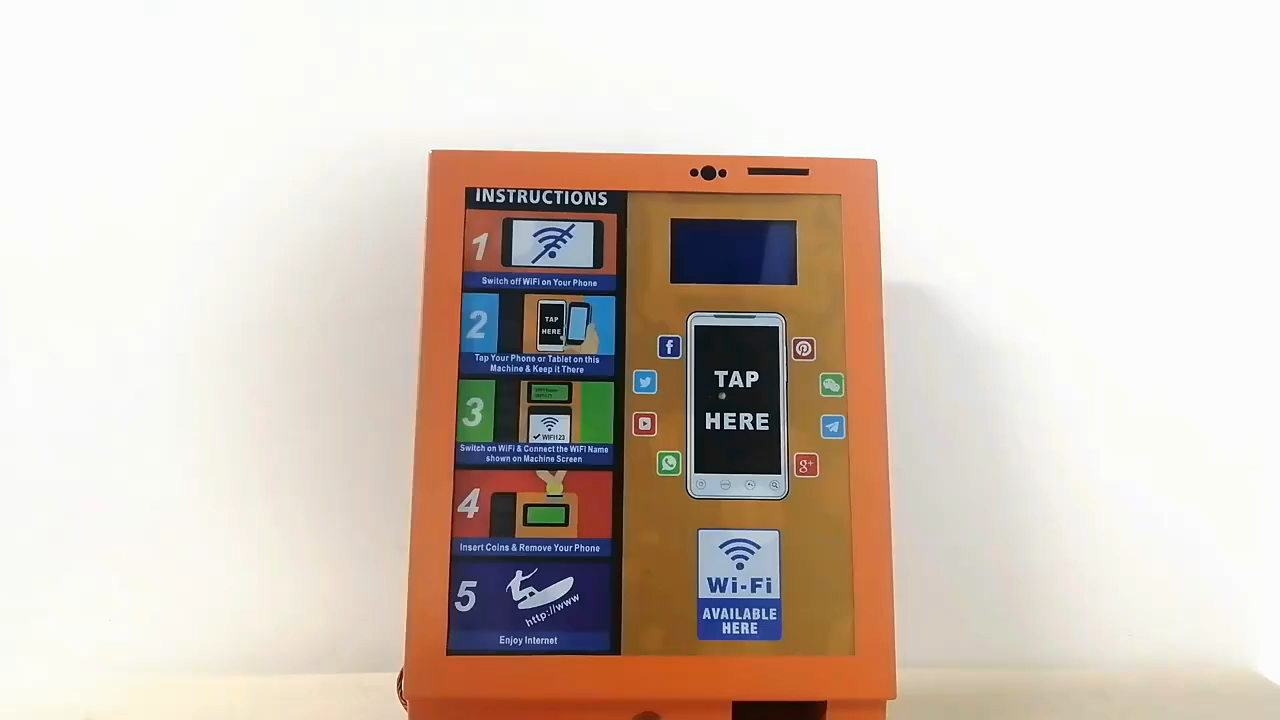 INSTRUCTIONS
1
Switch off WiFi on Your Phone
2
TAP
HERE
Tap Your Phone or Tablet on this
Machine & Keep it There
3
WIFI123
Switch on WiFi & Connect the WIFI Name
shown on Machine Screen
4
Insert Coins & Remove Your Phone
5
http://www
Enjoy Internet
f
TAP
HERE
g+
Wi-Fi
AVAILABLE
HERE